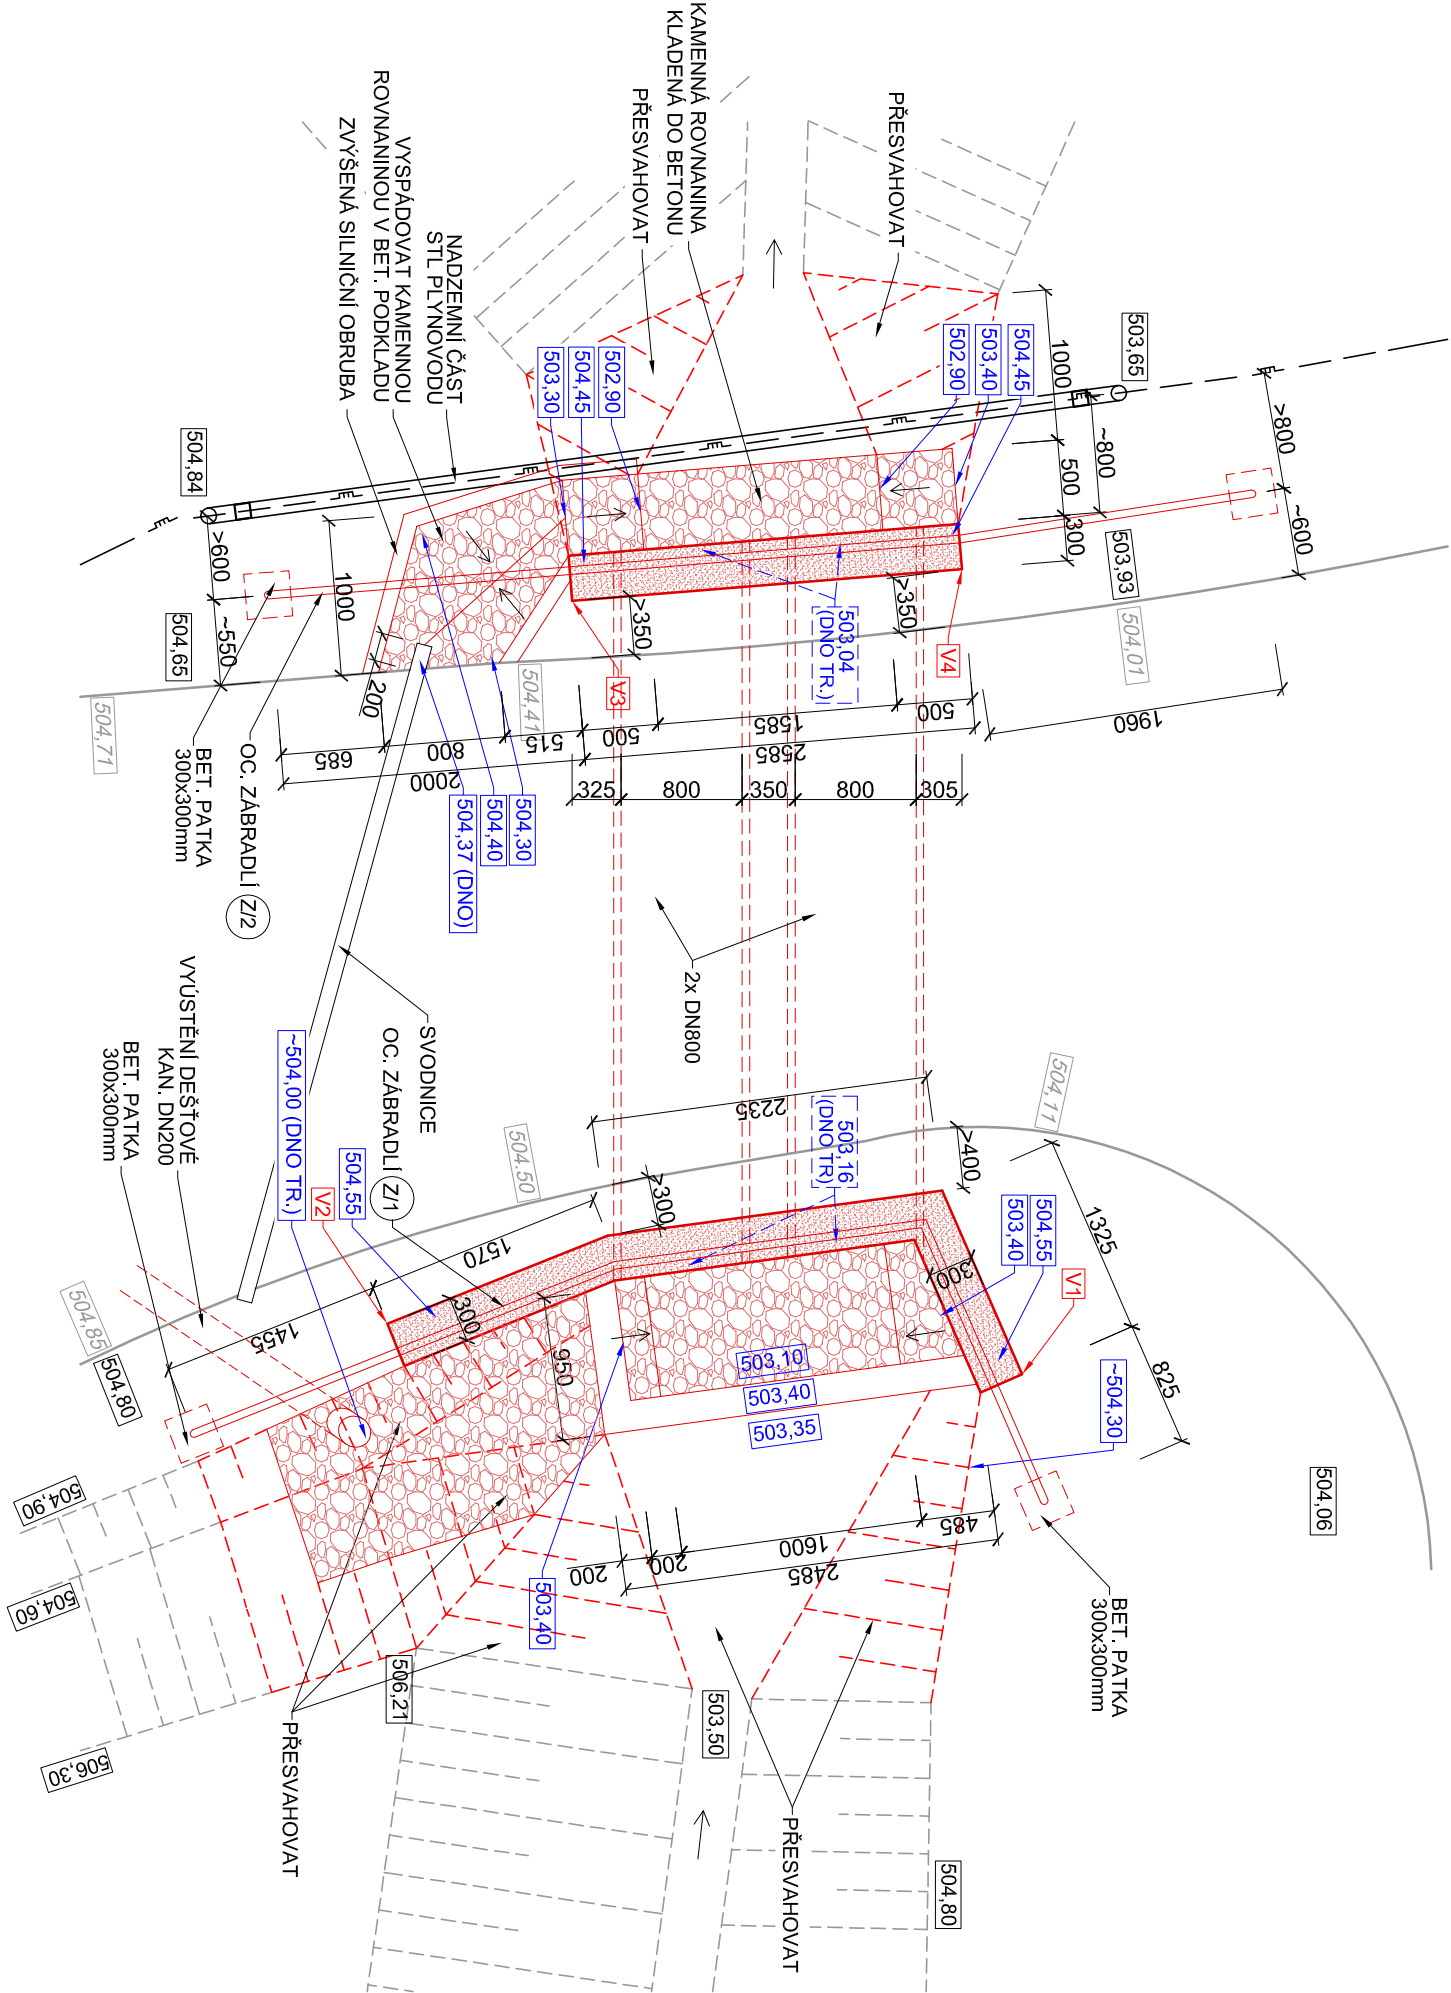 KAMENNÁ ROVNANINA
KLADENÁ DO BETONU
PŘESVAHOVAT
PŘESVAHOVAT
NADZEMNÍ ČÁST
STL PLYNOVODU
VYSPÁDOVAT KAMENNOU
ROVNANINOU V BET. PODKLADU
ZVÝŠENÁ SILNIČNÍ OBRUBA
503,65
504,45
503,40
502,90
502,90
504,45
503,30
504,84
1000
~800
500
300
>800
~600
503,93
504,01
>350
>350
503,04
(DNO TR.)
V4
V3
>600
~550
1000
200
504,65
504,71
504,41
1960
500
1585
500
515
800
685
2585
2000
325
800
350
800
305
504,30
504,40
504,37 (DNO)
OC. ZÁBRADLÍ Z/2
BET. PATKA
300x300mm
2x DN800
SVODNICE
OC. ZÁBRADLÍ Z/1
VYÚSTĚNÍ DEŠŤOVÉ
KAN. DN200
BET. PATKA
300x300mm
~504,00 (DNO TR.)
504,55
V2
504,50
504,11
2235
503,16
(DNO TR)
>400
>300
1325
825
504,55
503,40
300
V1
~504,30
1570
1455
300
950
504,85
504,80
503,10
503,40
503,35
504,06
485
1600
200
200
2485
503,40
504,90
504,60
506,30
506,21
503,50
504,80
BET. PATKA
300x300mm
PŘESVAHOVAT
PŘESVAHOVAT